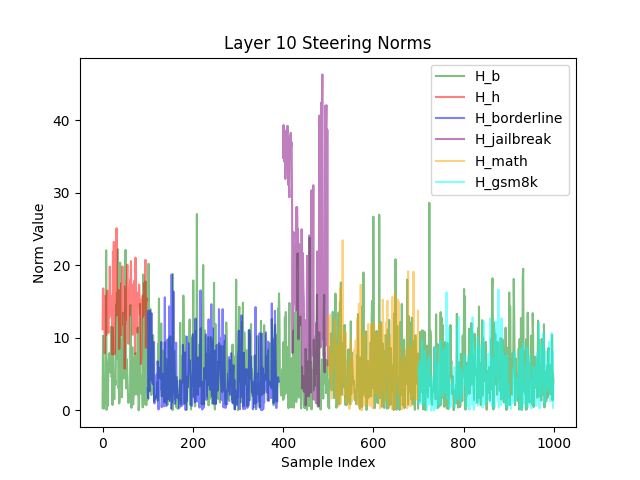 Layer 10 Steering Norms
H_b
H_h
H_borderline
H_jailbreak
H_math
H_gsm8k
Norm Value
40
30
20
10
0
0 200 400 600 800 1000
Sample Index